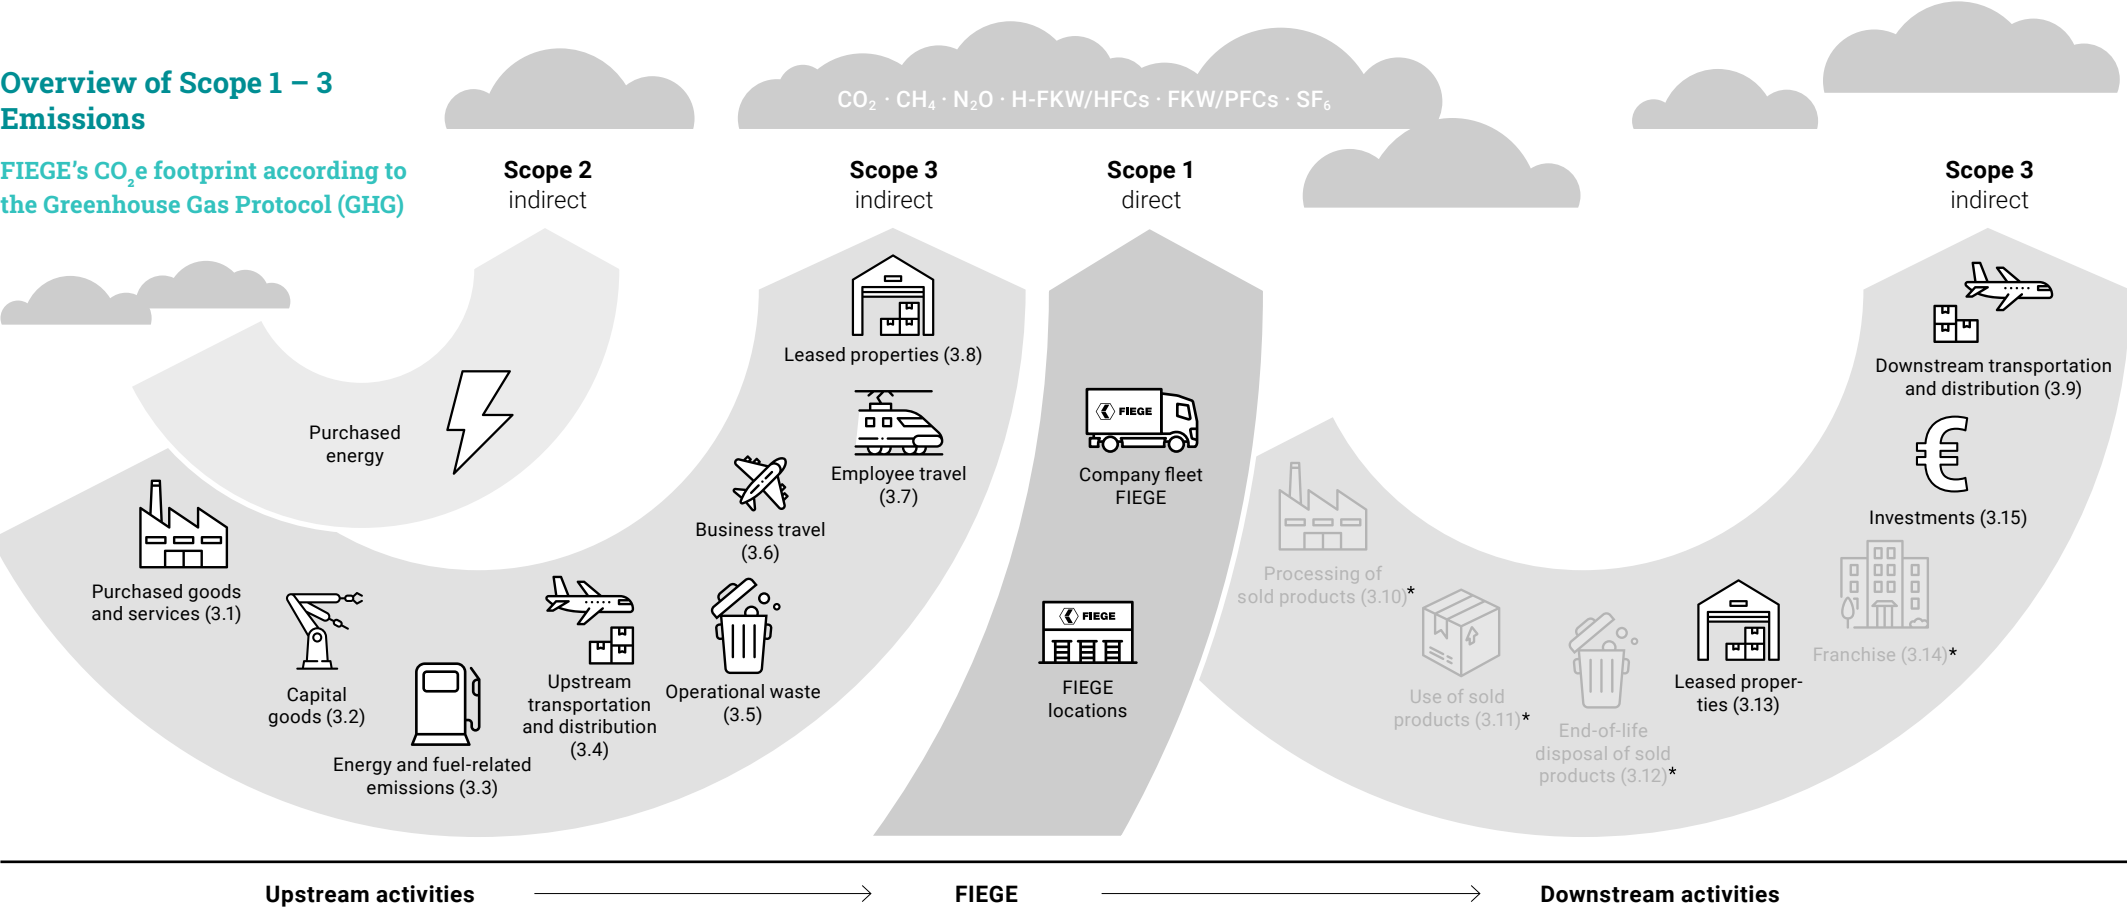 Overview of Scope 1 – 3
Emissions
FIEGE's CO₂e footprint according to
the Greenhouse Gas Protocol (GHG)
CO₂ · CH₄ · N₂O · H-FKW/HFCs · FKW/PFCs · SF₆
Scope 2
indirect
Scope 3
indirect
Scope 1
direct
Scope 3
indirect
Purchased
energy
Purchased goods
and services (3.1)
Capital
goods (3.2)
Energy and fuel-related
emissions (3.3)
Upstream
transportation
and distribution
(3.4)
Operational waste
(3.5)
Business travel
(3.6)
Employee travel
(3.7)
Leased properties (3.8)
FIEGE
Company fleet
FIEGE
FIEGE
FIEGE
locations
Downstream transportation
and distribution (3.9)
Processing of
sold products (3.10)*
Use of sold
products (3.11)*
End-of-life
disposal of sold
products (3.12)*
Leased proper-
ties (3.13)
Franchise (3.14)*
Investments (3.15)
Upstream activities
FIEGE
Downstream activities